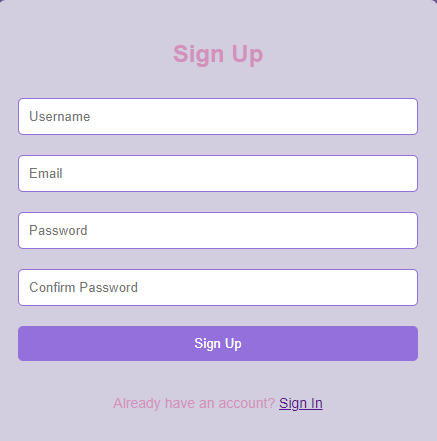 Sign Up
Username
Email
Password
Confirm Password
Sign Up
Already have an account? Sign In